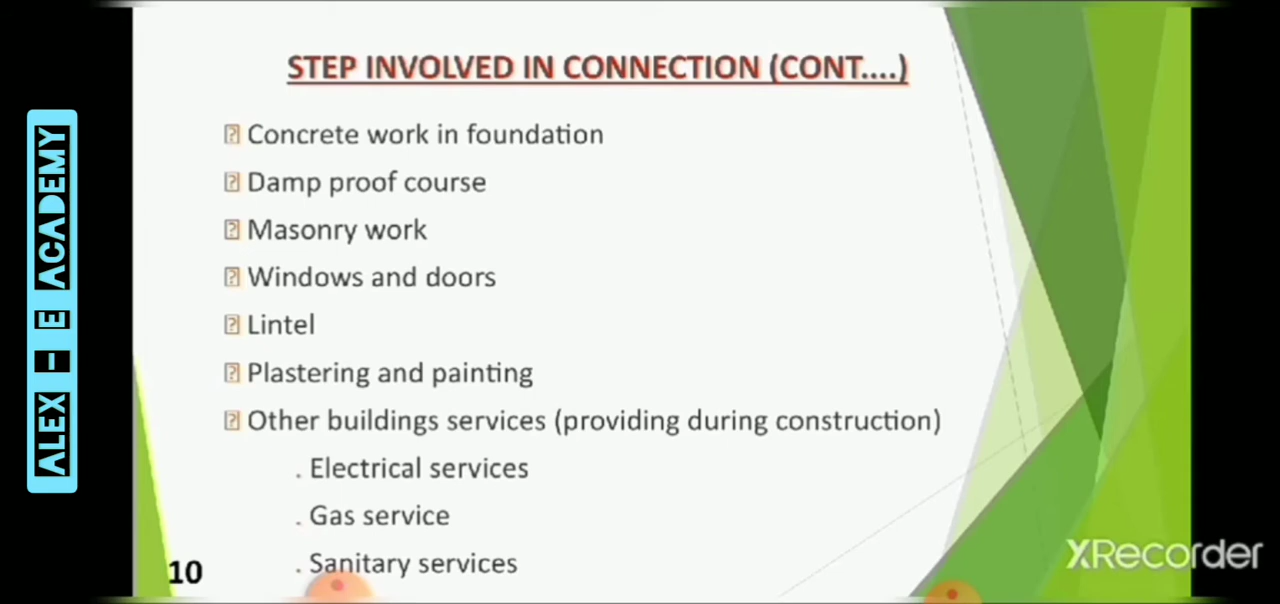 STEP INVOLVED IN CONNECTION (CONT....)
Concrete work in foundation
Damp proof course
Masonry work
Windows and doors
Lintel
Plastering and painting
Other buildings services (providing during construction)
. Electrical services
. Gas service
. Sanitary services
10
ALEX - E ACADEMY
XRecorder